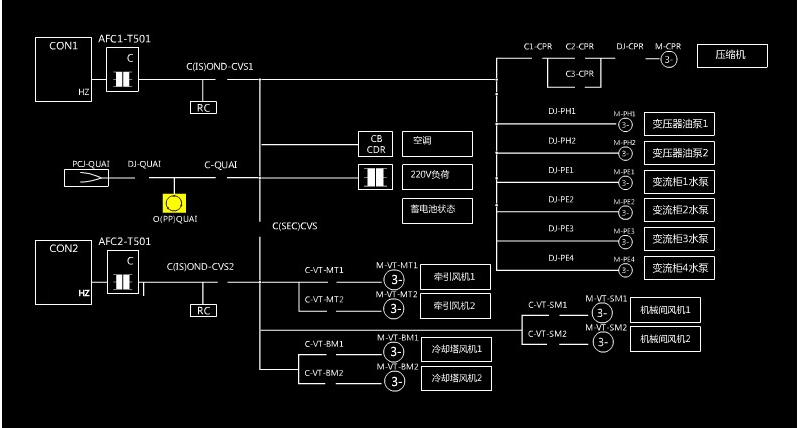 CON1
HZ
AFC1-T501
C
C(IS)OND-CVS1
RC
C1-CPR
C2-CPR
C3-CPR
DJ-CPR
M-CPR
3-
压缩机
DJ-PH1
M-PH1
3-
变压器油泵1
DJ-PH2
M-PH2
3-
变压器油泵2
DJ-PE1
M-PE1
3-
变流柜1水泵
DJ-PE2
M-PE2
3-
变流柜2水泵
DJ-PE3
M-PE3
3-
变流柜3水泵
DJ-PE4
M-PE4
3-
变流柜4水泵
CB
CDR
空调
PCJ-QUAI
DJ-QUAI
C-QUAI
O(PP)QUAI
220V负荷
蓄电池状态
C(SEC)CVS
CON2
HZ
AFC2-T501
C
C(IS)OND-CVS2
RC
C-VT-MT1
M-VT-MT1
3-
牵引风机1
C-VT-MT2
M-VT-MT2
3-
牵引风机2
C-VT-SM1
M-VT-SM1
3-
机械间风机1
C-VT-SM2
M-VT-SM2
3-
机械间风机2
C-VT-BM1
M-VT-BM1
3-
冷却塔风机1
C-VT-BM2
M-VT-BM2
3-
冷却塔风机2